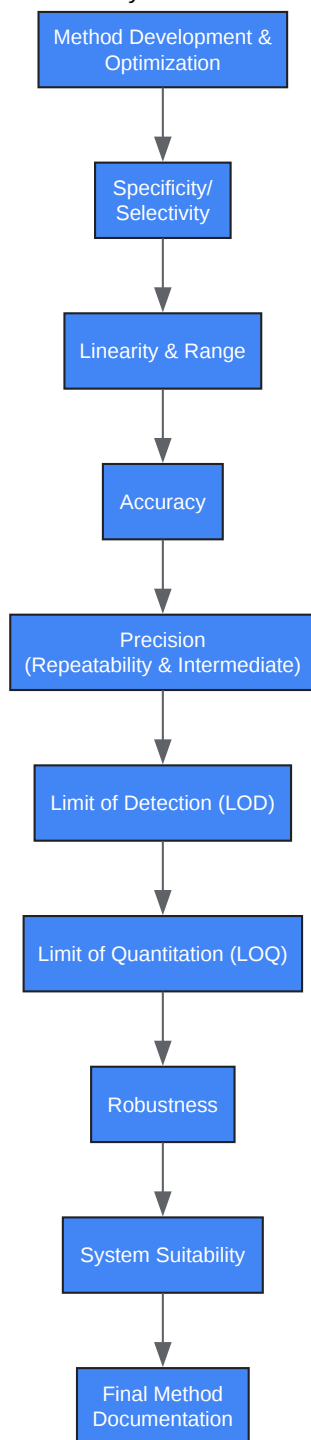 Method Development &
Optimization
Specificity/
Selectivity
Linearity & Range
Accuracy
Precision
(Repeatability & Intermediate)
Limit of Detection (LOD)
Limit of Quantitation (LOQ)
Robustness
System Suitability
Final Method
Documentation